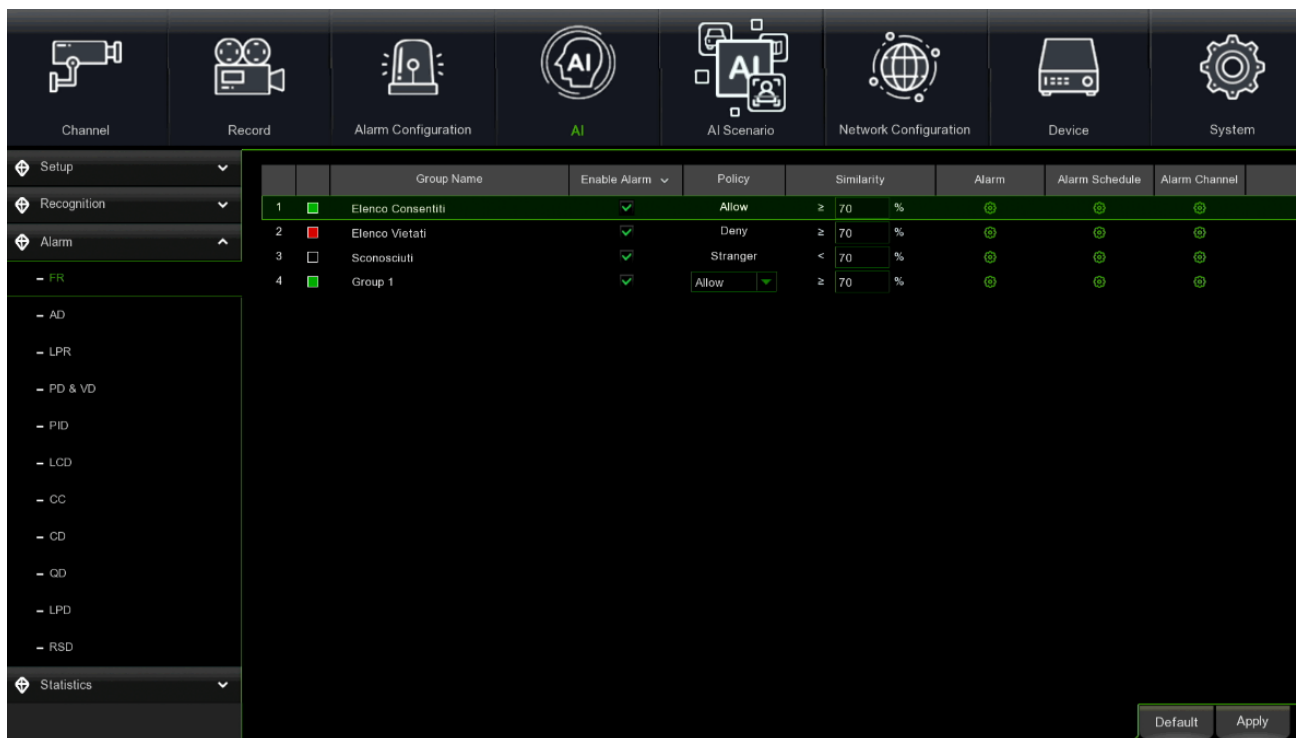 Channel Record Alarm Configuration AI AI Scenario Network Configuration Device System
AI
AI
Setup
Recognition
Alarm
FR
AD
LPR
PD & VD
PID
LCD
CC
CD
QD
LPD
RSD
Statistics
Group Name Enable Alarm Policy Similarity Alarm Alarm Schedule Alarm Channel
1 Elenco Consentiti Allow ≥ 70 %
2 Elenco Vietati Deny ≥ 70 %
3 Sconosciuti Stranger < 70 %
4 Group 1 Allow ≥ 70 %
Default Apply